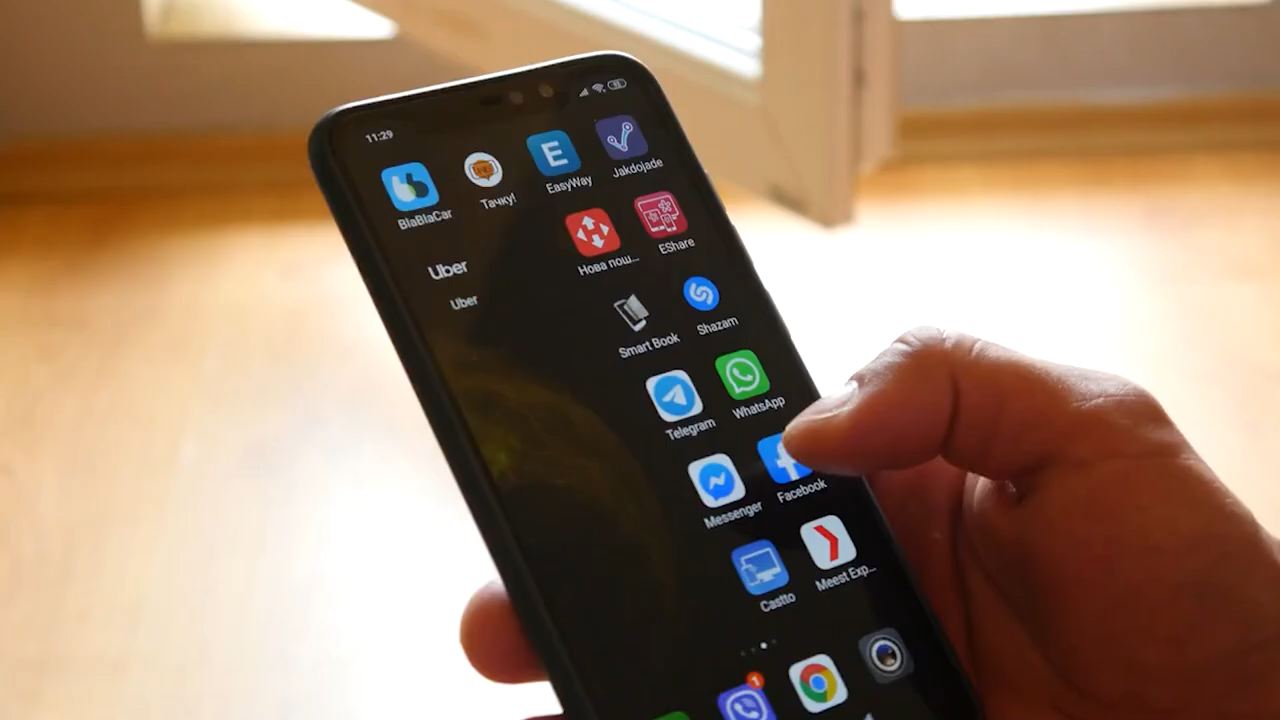 11:29
BlaBlaCar
Тачку!
E
EasyWay
Jakdojade
Uber
Uber
Нова пош...
EShare
Smart Book
Shazam
Telegram
WhatsApp
Messenger
Facebook
Castto
Meest Exp...
1